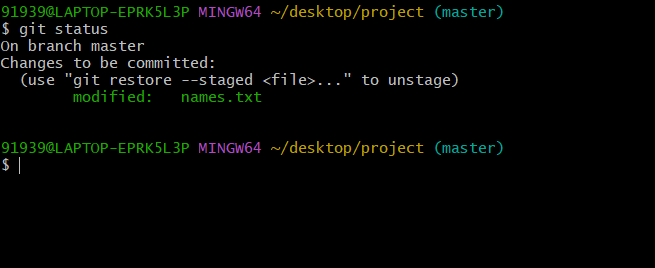 91939@LAPTOP-EPRK5L3P MINGW64 ~/desktop/project (master)
$ git status
On branch master
Changes to be committed:
  (use "git restore --staged <file>..." to unstage)
        modified:   names.txt

91939@LAPTOP-EPRK5L3P MINGW64 ~/desktop/project (master)
$